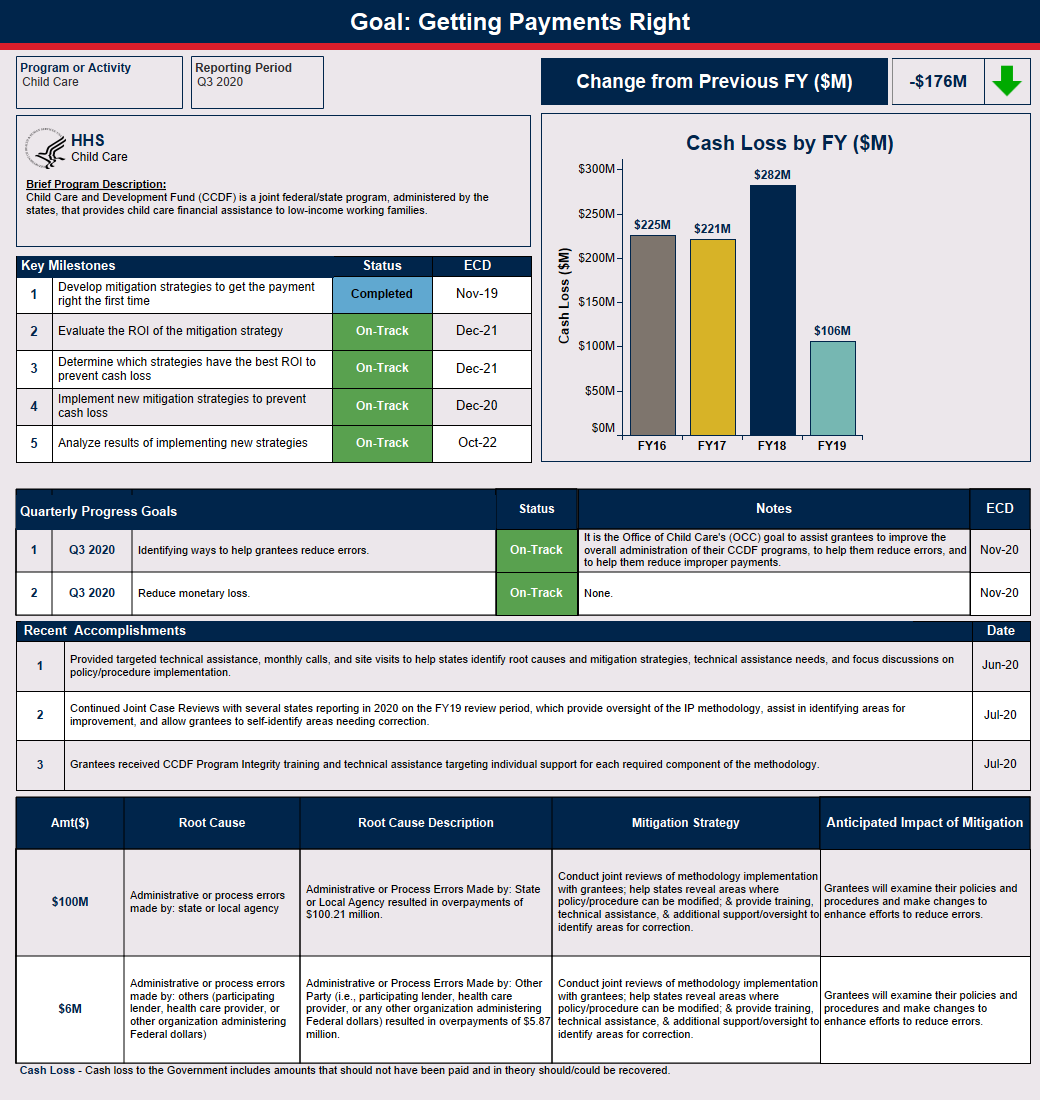 Goal: Getting Payments Right
Program or Activity
Child Care
Reporting Period
Q3 2020
Change from Previous FY ($M)
-$176M
HHS
Child Care
Brief Program Description:
Child Care and Development Fund (CCDF) is a joint federal/state program, administered by the
states, that provides child care financial assistance to low-income working families.
Cash Loss by FY ($M)
Cash Loss ($M)
$300M
$250M
$200M
$150M
$100M
$50M
$0M
$225M
$221M
$282M
$106M
FY16
FY17
FY18
FY19
Key Milestones
Status
ECD
1
Develop mitigation strategies to get the payment
right the first time
Completed
Nov-19
2
Evaluate the ROI of the mitigation strategy
On-Track
Dec-21
3
Determine which strategies have the best ROI to
prevent cash loss
On-Track
Dec-21
4
Implement new mitigation strategies to prevent
cash loss
On-Track
Dec-20
5
Analyze results of implementing new strategies
On-Track
Oct-22
Quarterly Progress Goals
Status
Notes
ECD
1
Q3 2020
Identifying ways to help grantees reduce errors.
On-Track
It is the Office of Child Care's (OCC) goal to assist grantees to improve the
overall administration of their CCDF programs, to help them reduce errors, and
to help them reduce improper payments.
Nov-20
2
Q3 2020
Reduce monetary loss.
On-Track
None.
Nov-20
Recent Accomplishments
Date
1
Provided targeted technical assistance, monthly calls, and site visits to help states identify root causes and mitigation strategies, technical assistance needs, and focus discussions on
policy/procedure implementation.
Jun-20
2
Continued Joint Case Reviews with several states reporting in 2020 on the FY19 review period, which provide oversight of the IP methodology, assist in identifying areas for
improvement, and allow grantees to self-identify areas needing correction.
Jul-20
3
Grantees received CCDF Program Integrity training and technical assistance targeting individual support for each required component of the methodology.
Jul-20
Amt($)
Root Cause
Root Cause Description
Mitigation Strategy
Anticipated Impact of Mitigation
$100M
Administrative or process errors
made by: state or local agency
Administrative or Process Errors Made by: State
or Local Agency resulted in overpayments of
$100.21 million.
Conduct joint reviews of methodology implementation
with grantees; help states reveal areas where
policy/procedure can be modified; & provide training,
technical assistance, & additional support/oversight to
identify areas for correction.
Grantees will examine their policies and
procedures and make changes to
enhance efforts to reduce errors.
$6M
Administrative or process errors
made by: others (participating
lender, health care provider, or
other organization administering
Federal dollars)
Administrative or Process Errors Made by: Other
Party (i.e., participating lender, health care
provider, or any other organization administering
Federal dollars) resulted in overpayments of $5.87
million.
Conduct joint reviews of methodology implementation
with grantees; help states reveal areas where
policy/procedure can be modified; & provide training,
technical assistance, & additional support/oversight to
identify areas for correction.
Grantees will examine their policies and
procedures and make changes to
enhance efforts to reduce errors.
Cash Loss - Cash loss to the Government includes amounts that should not have been paid and in theory should/could be recovered.